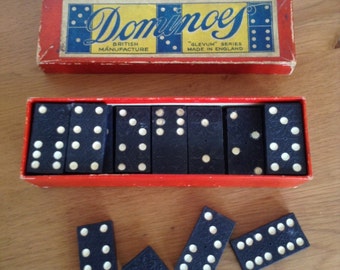 Dominoes
BRITISH "GLEVUM" SERIES
MANUFACTURE MADE IN ENGLAND